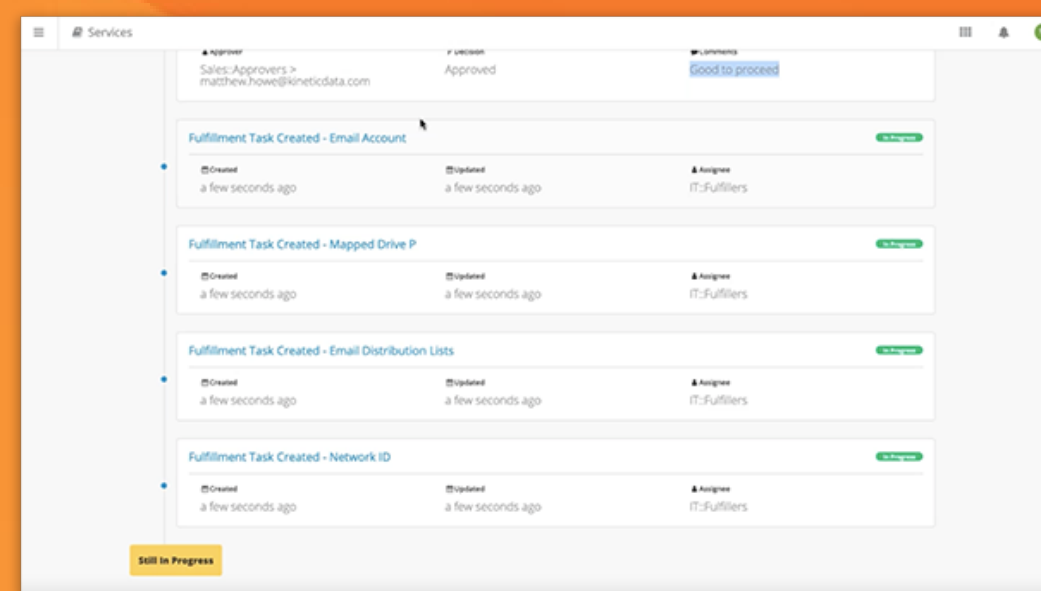 Services
Approver Decision Comments
Sales::Approvers > Approved Good to proceed
matthew.howe@kineticdata.com
Fulfillment Task Created - Email Account In Progress
Created Updated Assignee
a few seconds ago a few seconds ago IT::Fulfillers
Fulfillment Task Created - Mapped Drive P In Progress
Created Updated Assignee
a few seconds ago a few seconds ago IT::Fulfillers
Fulfillment Task Created - Email Distribution Lists In Progress
Created Updated Assignee
a few seconds ago a few seconds ago IT::Fulfillers
Fulfillment Task Created - Network ID In Progress
Created Updated Assignee
a few seconds ago a few seconds ago IT::Fulfillers
Still In Progress